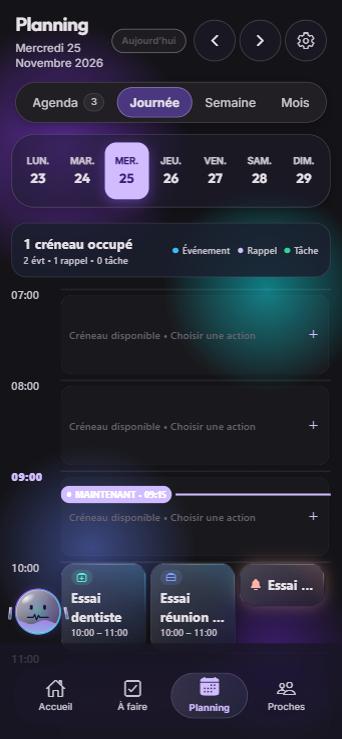 Planning
Mercredi 25
Novembre 2026
Aujourd'hui
Agenda 3 Journée Semaine Mois
LUN. MAR. MER. JEU. VEN. SAM. DIM.
23 24 25 26 27 28 29
1 créneau occupé
2 évt • 1 rappel • 0 tâche
Événement Rappel Tâche
07:00
Créneau disponible • Choisir une action +
08:00
Créneau disponible • Choisir une action +
09:00
MAINTENANT - 09:15
Créneau disponible • Choisir une action +
10:00
Essai
dentiste
10:00 – 11:00
Essai
réunion ...
10:00 – 11:00
Essai ...
11:00
Accueil À faire Planning Proches